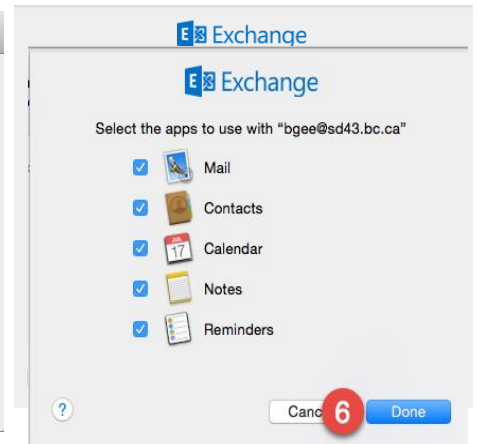 E Exchange
E Exchange
Select the apps to use with “bgee@sd43.bc.ca”
Mail
Contacts
JUL
17
Calendar
Notes
Reminders
?
Canc
6
Done